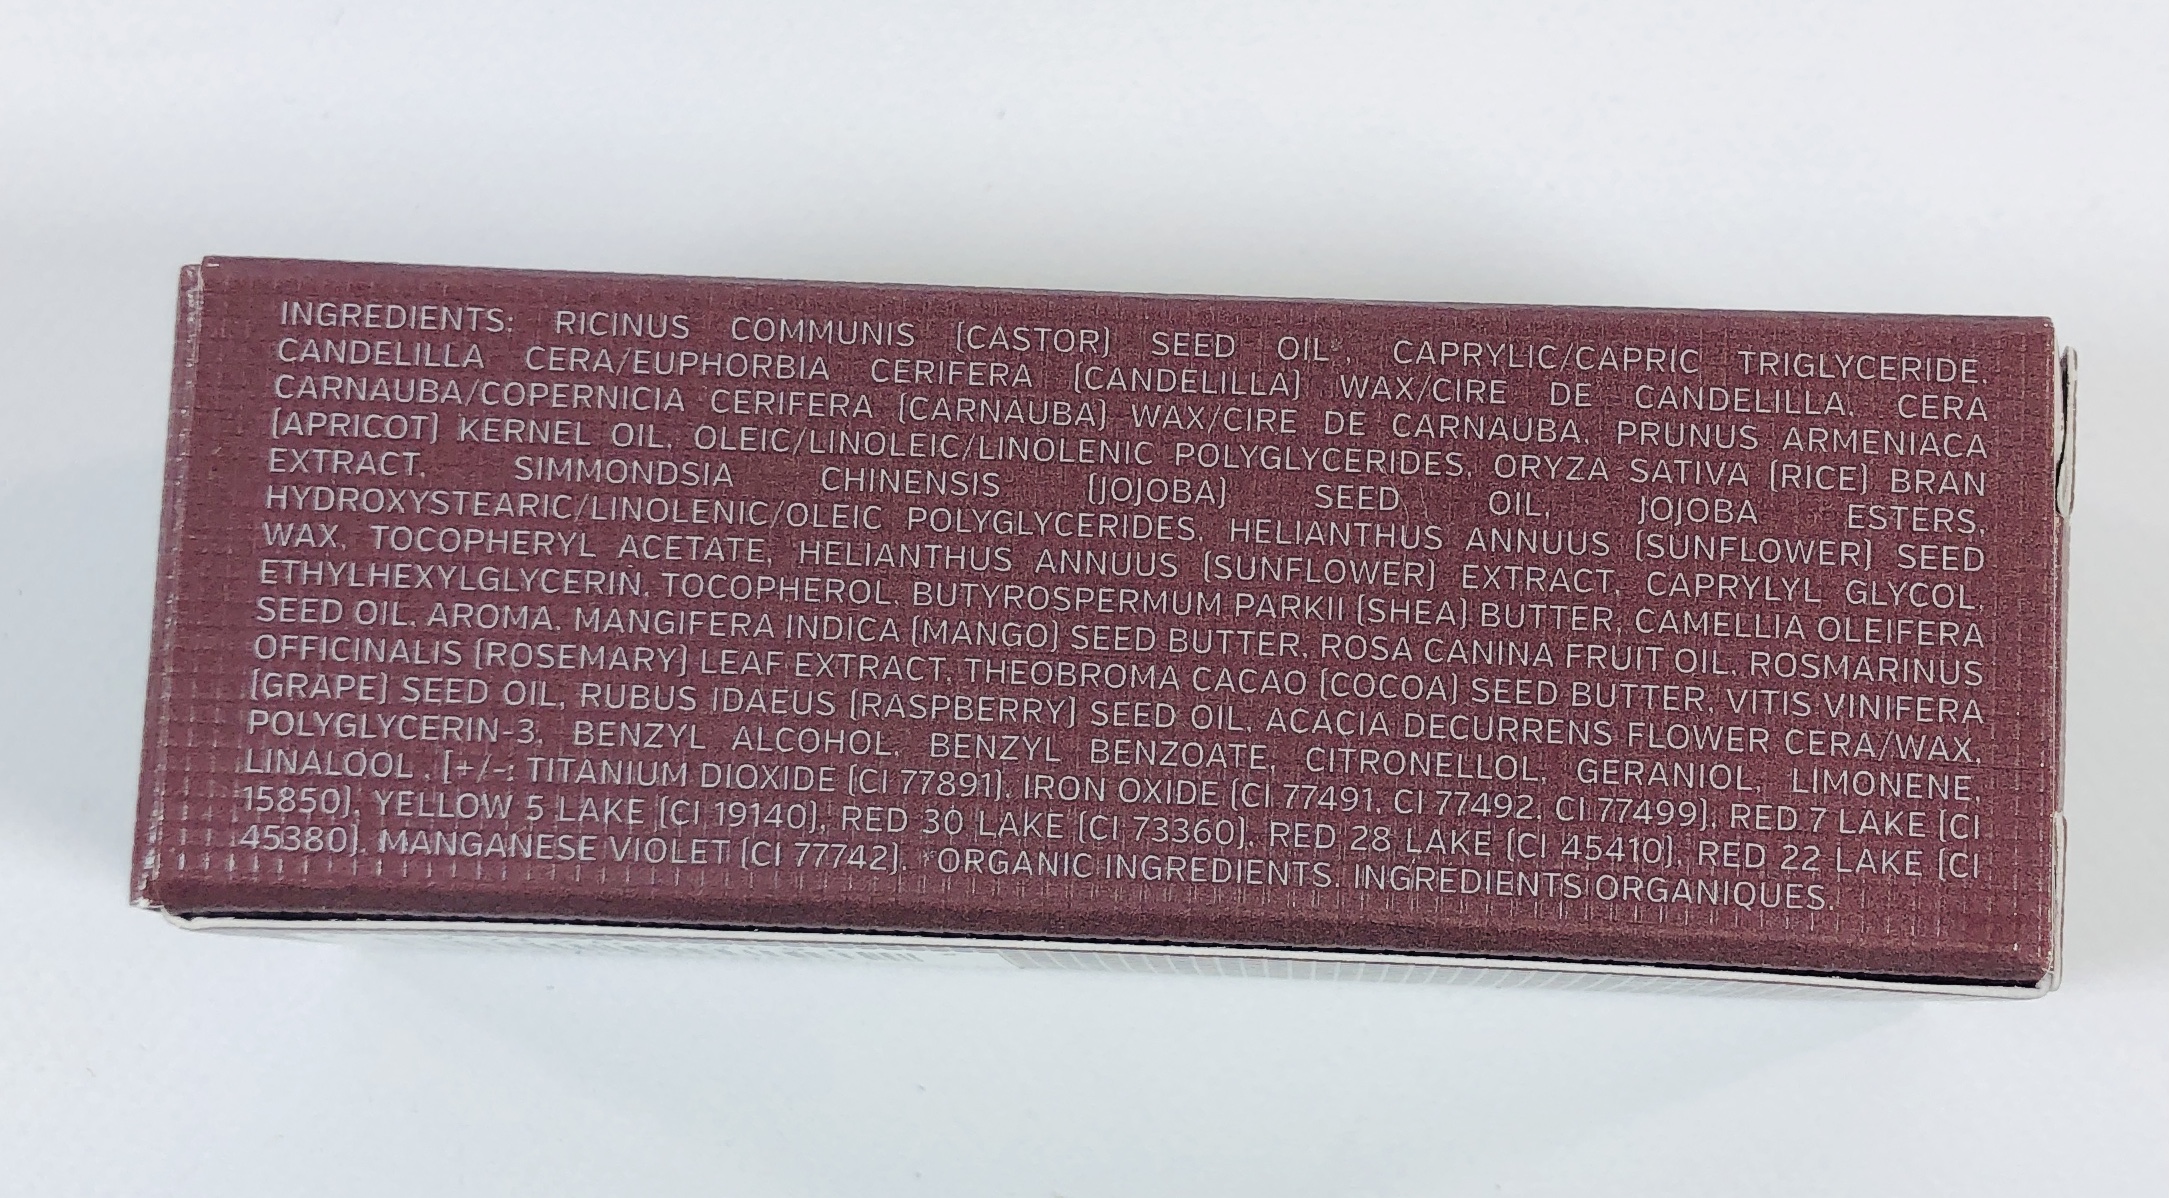 INGREDIENTS: RICINUS COMMUNIS (CASTOR) SEED OIL*, CAPRYLIC/CAPRIC TRIGLYCERIDE,
CANDELILLA CERA/EUPHORBIA CERIFERA (CANDELILLA) WAX/CIRE DE CANDELILLA, CERA
CARNAUBA/COPERNICIA CERIFERA (CARNAUBA) WAX/CIRE DE CARNAUBA, PRUNUS ARMENIACA
(APRICOT) KERNEL OIL, OLEIC/LINOLEIC/LINOLENIC POLYGLYCERIDES, ORYZA SATIVA (RICE) BRAN
EXTRACT, SIMMONDSIA CHINENSIS (JOJOBA) SEED OIL, JOJOBA ESTERS,
HYDROXYSTEARIC/LINOLENIC/OLEIC POLYGLYCERIDES, HELIANTHUS ANNUUS (SUNFLOWER) SEED
WAX, TOCOPHERYL ACETATE, HELIANTHUS ANNUUS (SUNFLOWER) EXTRACT, CAPRYLYL GLYCOL,
ETHYLHEXYLGLYCERIN, TOCOPHEROL, BUTYROSPERMUM PARKII (SHEA) BUTTER, CAMELLIA OLEIFERA
SEED OIL, AROMA, MANGIFERA INDICA (MANGO) SEED BUTTER, ROSA CANINA FRUIT OIL, ROSMARINUS
OFFICINALIS (ROSEMARY) LEAF EXTRACT, THEOBROMA CACAO (COCOA) SEED BUTTER, VITIS VINIFERA
(GRAPE) SEED OIL, RUBUS IDAEUS (RASPBERRY) SEED OIL, ACACIA DECURRENS FLOWER CERA/WAX,
POLYGLYCERIN-3, BENZYL ALCOHOL, BENZYL BENZOATE, CITRONELLOL, GERANIOL, LIMONENE,
LINALOOL , [+/-: TITANIUM DIOXIDE (CI 77891), IRON OXIDE (CI 77491, CI 77492, CI 77499), RED 7 LAKE (CI
15850), YELLOW 5 LAKE (CI 19140), RED 30 LAKE (CI 73360), RED 28 LAKE (CI 45410), RED 22 LAKE (CI
45380), MANGANESE VIOLET (CI 77742). *ORGANIC INGREDIENTS. INGREDIENTS ORGANIQUES.